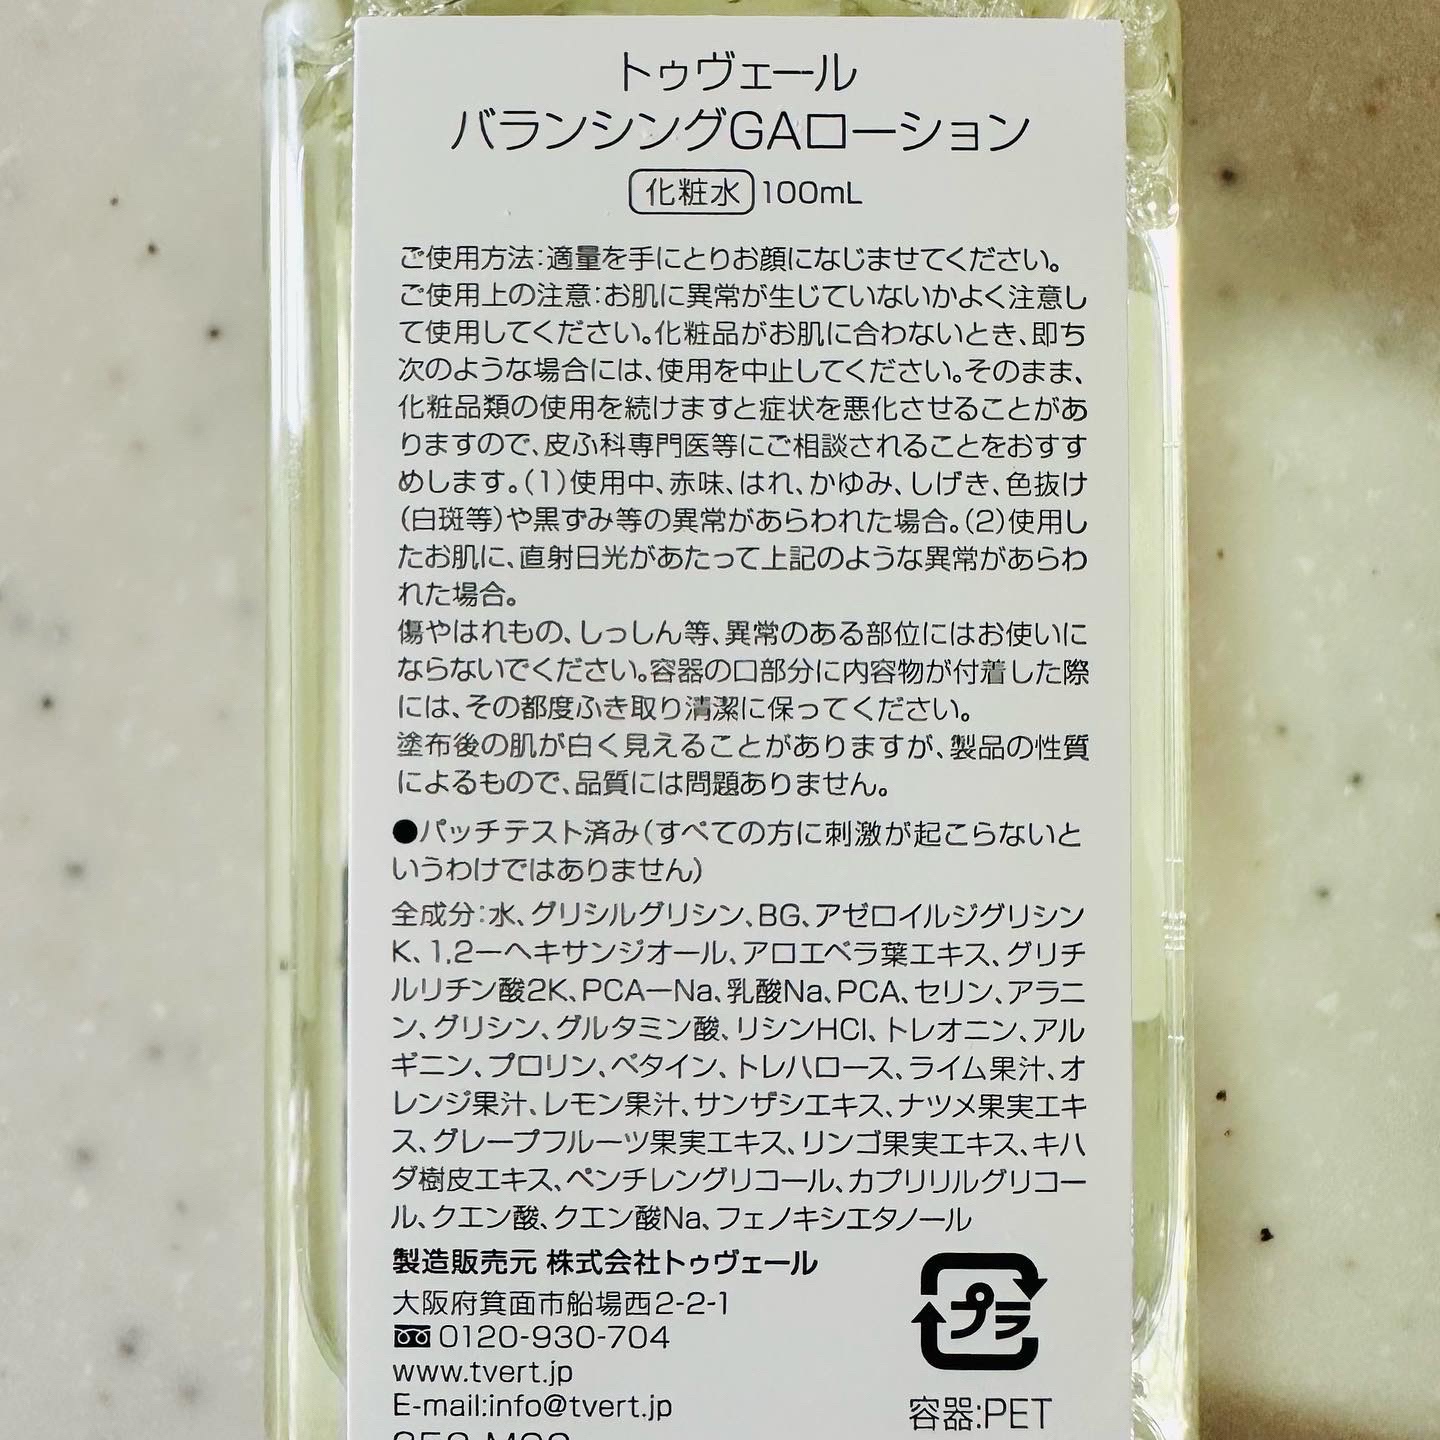 トゥヴェール
バランシングGAローション
化粧水 100mL
ご使用方法:適量を手にとりお顔になじませてください。
ご使用上の注意:お肌に異常が生じていないかよく注意し
て使用してください。化粧品がお肌に合わないとき、即ち
次のような場合には、使用を中止してください。そのまま、
化粧品類の使用を続けますと症状を悪化させることがあ
りますので、皮ふ科専門医等にご相談されることをおすす
めします。(1)使用中、赤味、はれ、かゆみ、しげき、色抜け
(白斑等)や黒ずみ等の異常があらわれた場合。(2)使用し
たお肌に、直射日光があたって上記のような異常があらわ
れた場合。
傷やはれもの、しっしん等、異常のある部位にはお使いに
ならないでください。容器の口部分に内容物が付着した際
には、その都度ふき取り清潔に保ってください。
塗布後の肌が白く見えることがありますが、製品の性質
によるもので、品質には問題ありません。
●パッチテスト済み(すべての方に刺激が起こらないと
いうわけではありません)
全成分:水、グリシルグリシン、BG、アゼロイルジグリシン
K、1,2ーヘキサンジオール、アロエベラ葉エキス、グリチ
ルリチン酸2K、PCAーNa、乳酸Na、PCA、セリン、アラニ
ン、グリシン、グルタミン酸、リシンHCl、トレオニン、アル
ギニン、プロリン、ベタイン、トレハロース、ライム果汁、オ
レンジ果汁、レモン果汁、サンザシエキス、ナツメ果実エキ
ス、グレープフルーツ果実エキス、リンゴ果実エキス、キハ
ダ樹皮エキス、ペンチレングリコール、カプリリルグリコー
ル、クエン酸、クエン酸Na、フェノキシエタノール
製造販売元 株式会社トゥヴェール
大阪府箕面市船場西2-2-1
0120-930-704
www.tvert.jp
E-mail:info@tvert.jp
プラ
容器:PET